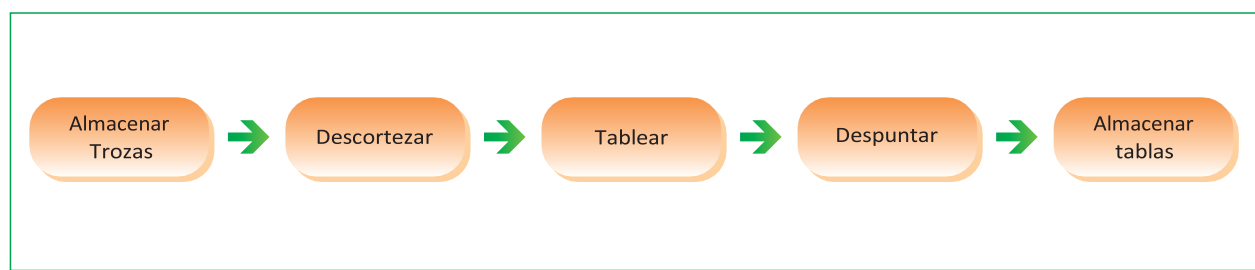 Almacenar
Trozas
Descortezar
Tablear
Despuntar
Almacenar
tablas